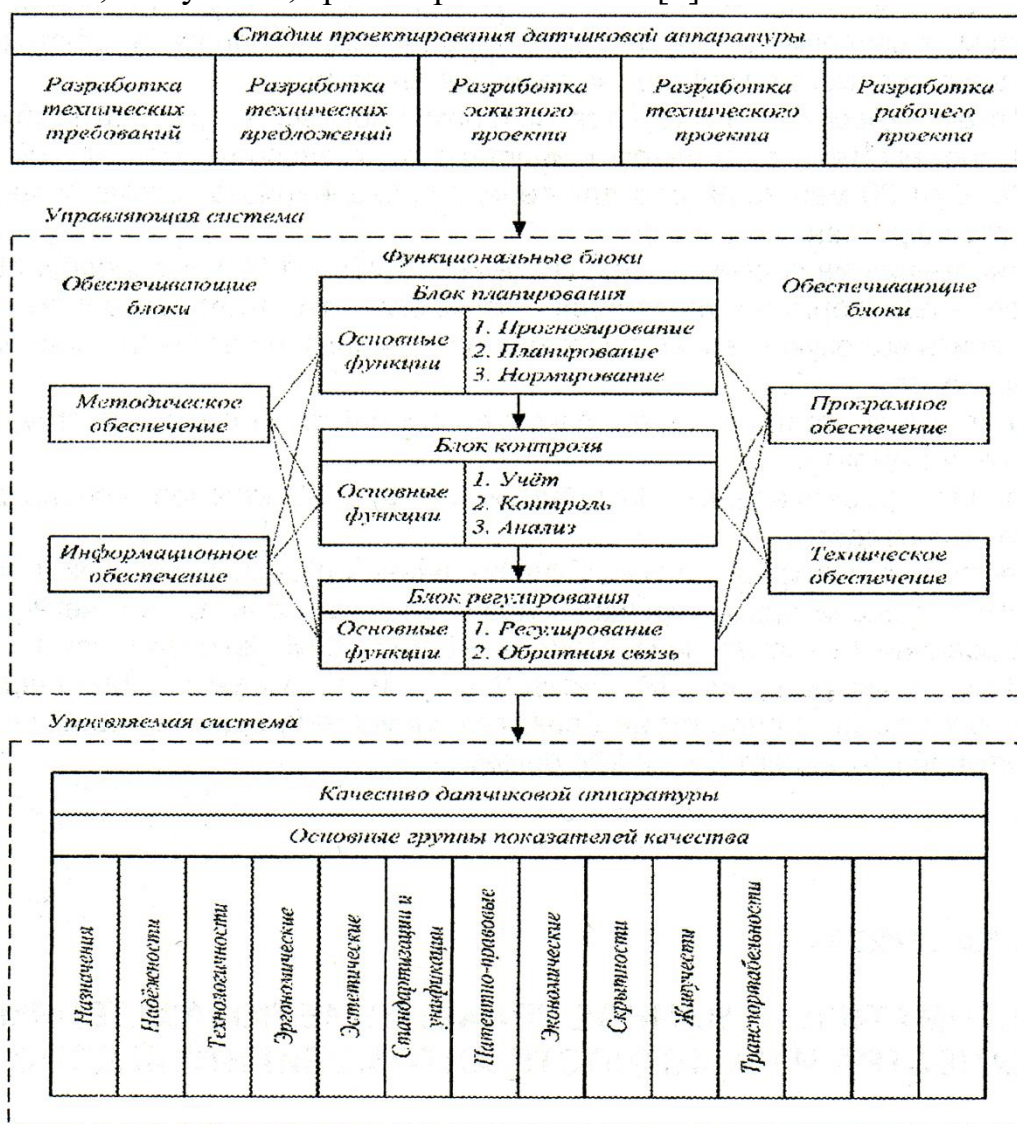 Стадии проектирования датчиковой аппаратуры
Разработка
технических
требований
Разработка
технических
предложений
Разработка
эскизного
проекта
Разработка
технического
проекта
Разработка
рабочего
проекта
Управляющая система
Функциональные блоки
Обеспечивающие
блоки
Обеспечивающие
блоки
Блок планирования
Основные
функции
1. Прогнозирование
2. Планирование
3. Нормирование
Методическое
обеспечение
Програмное
обеспечение
Блок контроля
Основные
функции
1. Учёт
2. Контроль
3. Анализ
Информационное
обеспечение
Техническое
обеспечение
Блок регулирования
Основные
функции
1. Регулирование
2. Обратная связь
Управляемая система
Качество датчиковой аппаратуры
Основные группы показателей качества
Назначения
Надёжности
Технологичности
Эргономические
Эстетические
Стандартизации и
унификации
Патентно-правовые
Экономические
Скрытности
Живучести
Транспортабельности